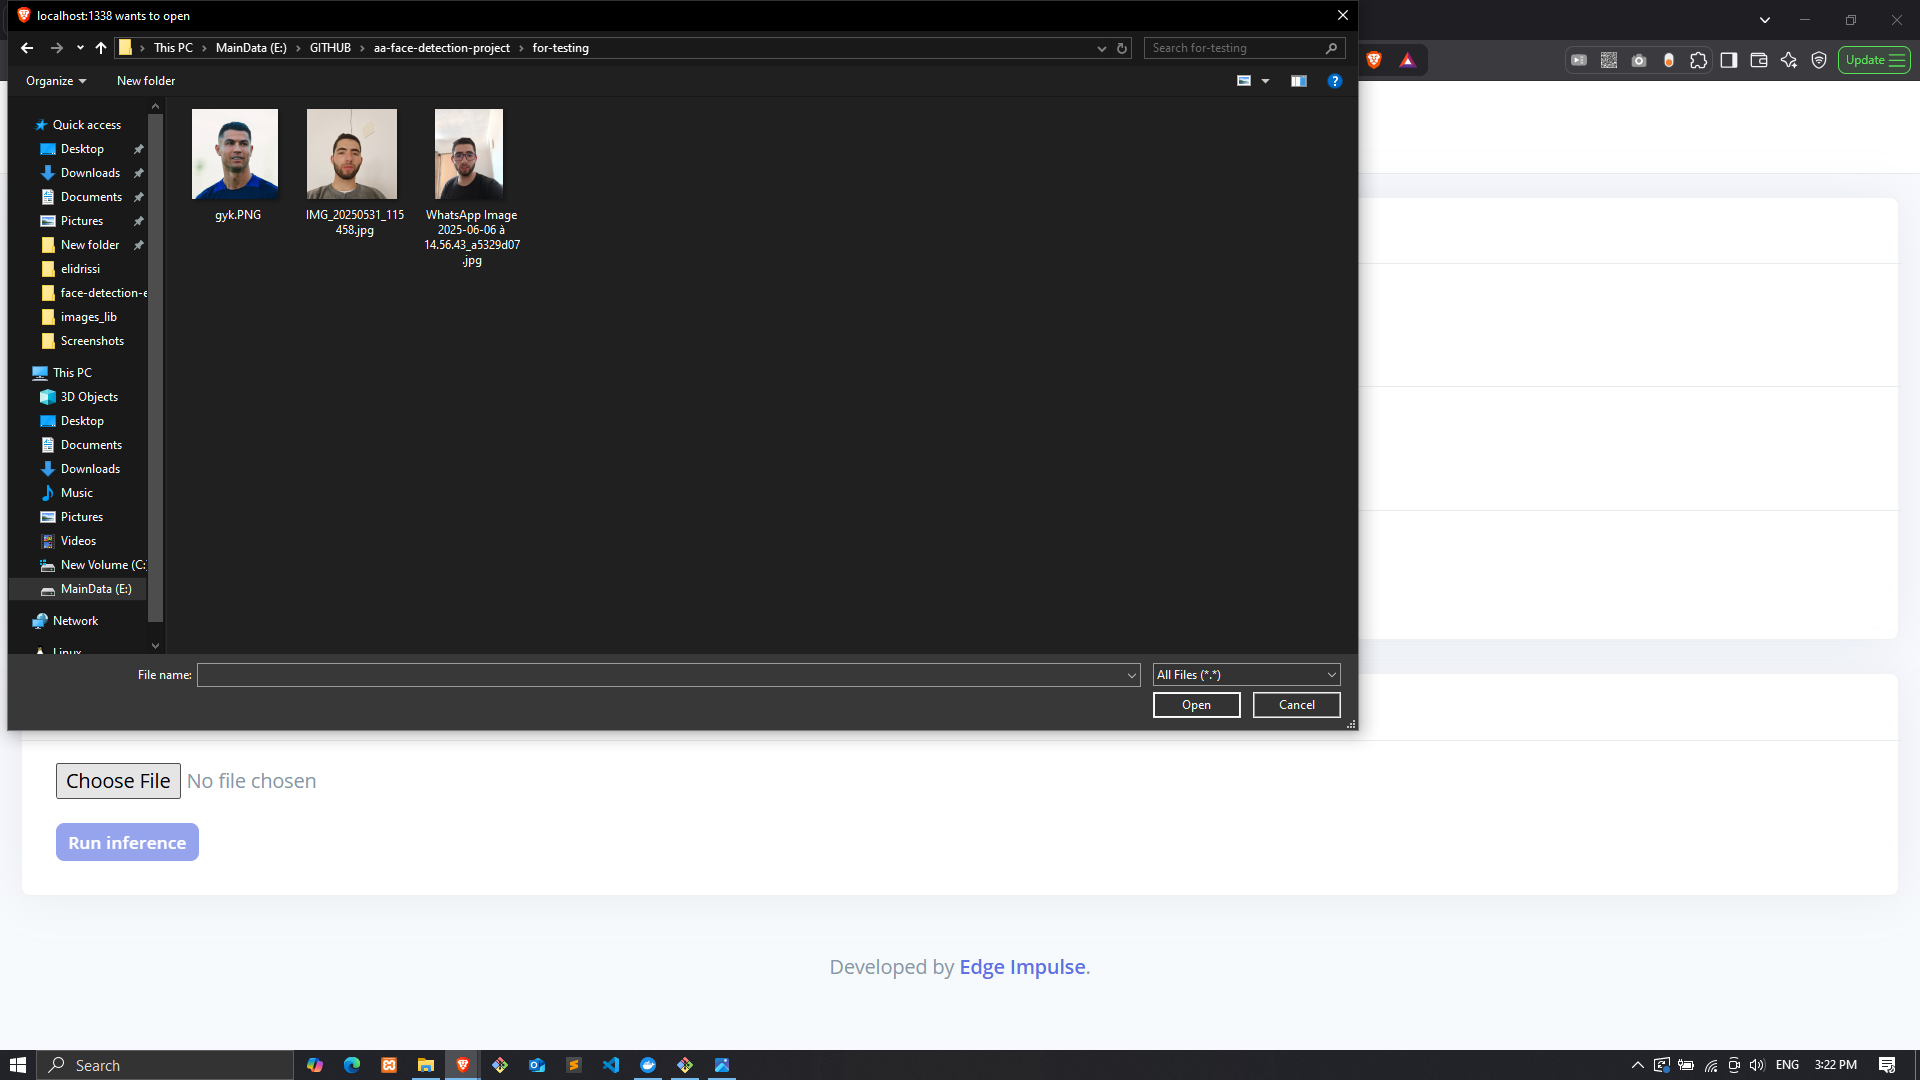 localhost:1338 wants to open
This PC
MainData (E:)
GITHUB
aa-face-detection-project
for-testing
Search for-testing
Update
Organize
New folder
Quick access
Desktop
Downloads
Documents
Pictures
New folder
elidrissi
face-detection-e
images_lib
Screenshots
This PC
3D Objects
Desktop
Documents
Downloads
Music
Pictures
Videos
New Volume (C:
MainData (E:)
Network
Linux
gyk.PNG
IMG_20250531_115
458.jpg
WhatsApp Image
2025-06-06 à
14.56.43_a5329d07
.jpg
File name:
All Files (*.*)
Open
Cancel
Choose File No file chosen
Run inference
Developed by Edge Impulse.
Search
ENG
3:22 PM